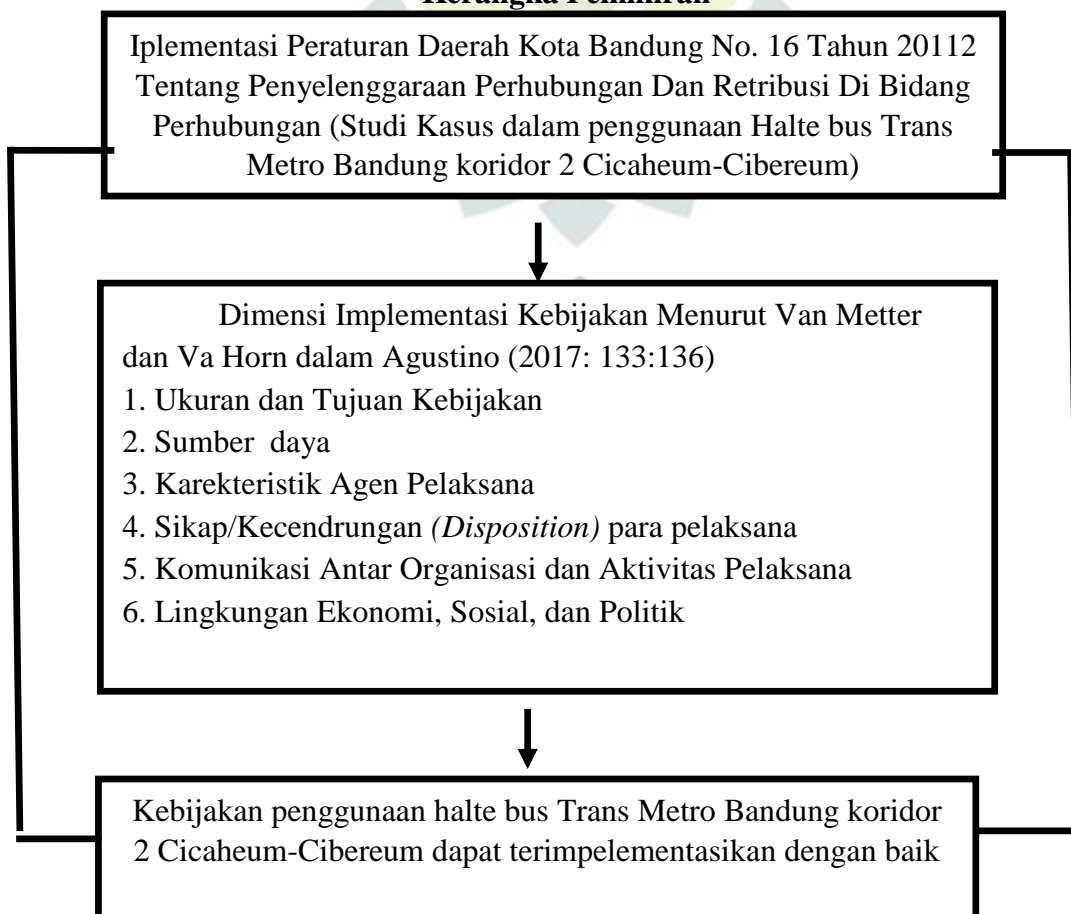 Kerangka Pemikiran
Iplementasi Peraturan Daerah Kota Bandung No. 16 Tahun 20112
Tentang Penyelenggaraan Perhubungan Dan Retribusi Di Bidang
Perhubungan (Studi Kasus dalam penggunaan Halte bus Trans
Metro Bandung koridor 2 Cicaheum-Cibereum)
Dimensi Implementasi Kebijakan Menurut Van Metter
dan Va Horn dalam Agustino (2017: 133:136)
1. Ukuran dan Tujuan Kebijakan
2. Sumber daya
3. Karekteristik Agen Pelaksana
4. Sikap/Kecendrungan (Disposition) para pelaksana
5. Komunikasi Antar Organisasi dan Aktivitas Pelaksana
6. Lingkungan Ekonomi, Sosial, dan Politik
Kebijakan penggunaan halte bus Trans Metro Bandung koridor
2 Cicaheum-Cibereum dapat terimpelementasikan dengan baik